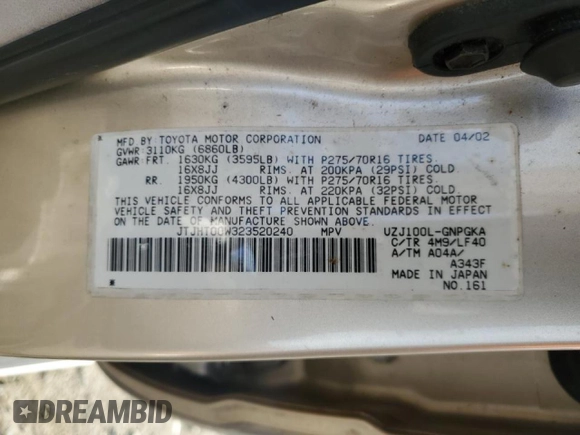 MFD BY TOYOTA MOTOR CORPORATION DATE 04/02
GVWR 3110KG (6860LB)
GAWR FRT. 1630KG (3595LB) WITH P275/70R16 TIRES.
16X8JJ RIMS. AT 200KPA (29PSI) COLD.
RR. 1950KG (4300LB) WITH P275/70R16 TIRES.
16X8JJ RIMS. AT 220KPA (32PSI) COLD.
THIS VEHICLE CONFORMS TO ALL APPLICABLE FEDERAL MOTOR
VEHICLE SAFETY AND THEFT PREVENTION STANDARDS IN EFFECT
ON THE DATE OF MANUFACTURE SHOWN ABOVE.
JTJHT00W323520240 MPV UZJ100L-GNPGKA
C/TR 4M9/LF40
A/TM A04A/
A343F
MADE IN JAPAN
NO.161
DREAMBID